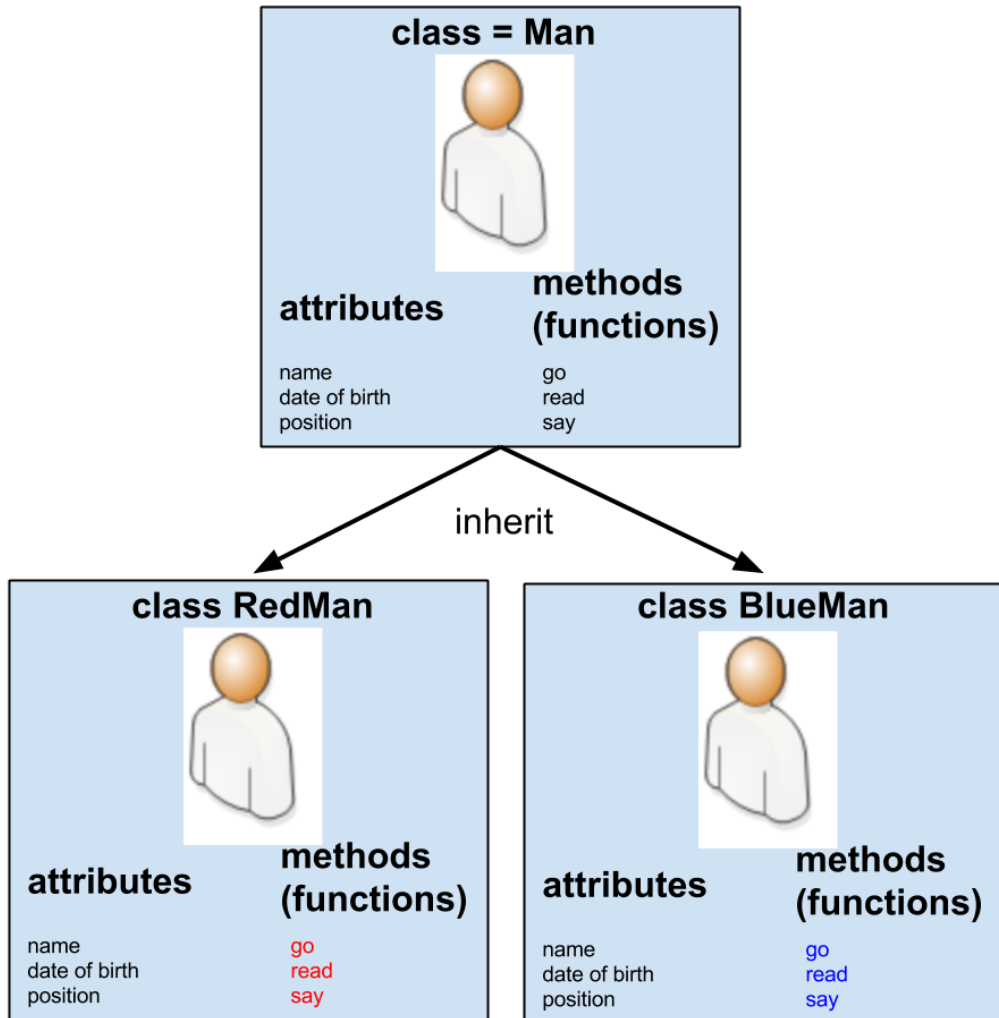 class = Man
attributes
methods
(functions)
name
date of birth
position
go
read
say
inherit
class RedMan
attributes
methods
(functions)
name
date of birth
position
go
read
say
class BlueMan
attributes
methods
(functions)
name
date of birth
position
go
read
say